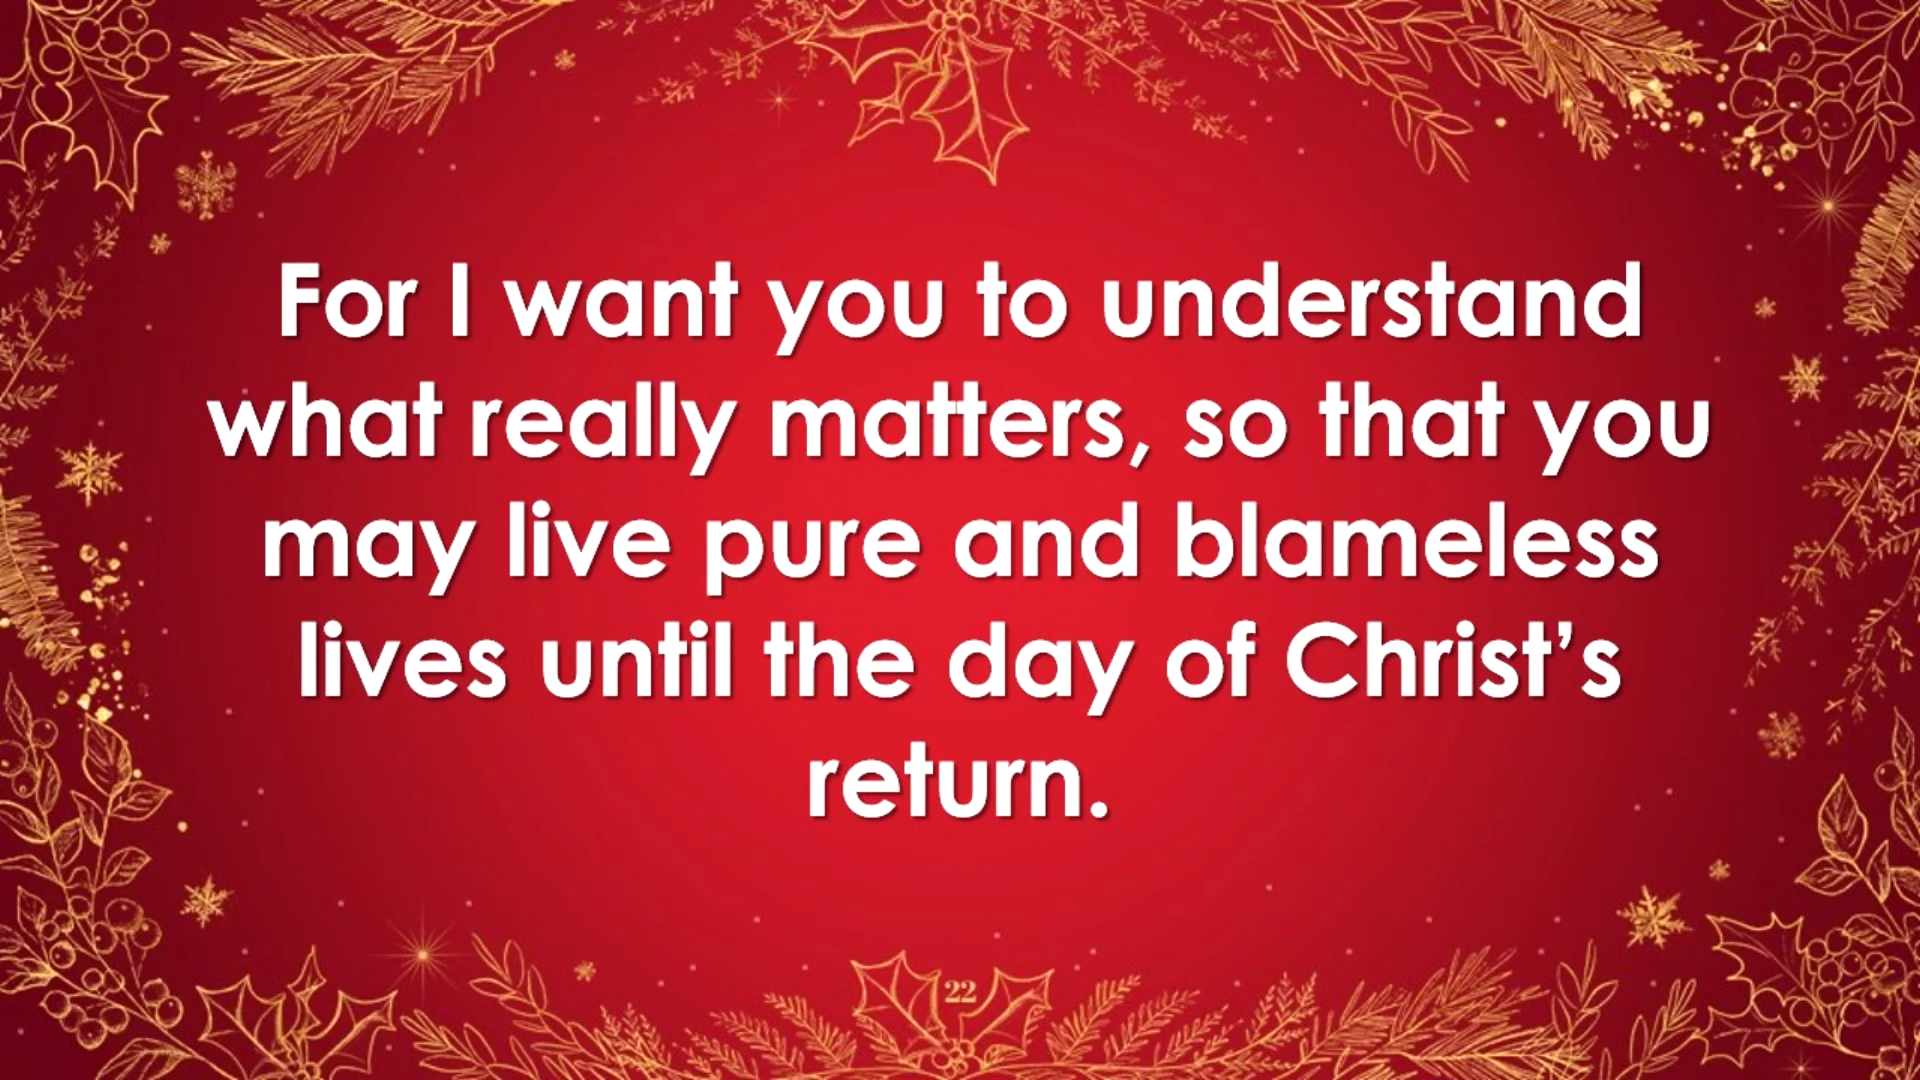 For I want you to understand
what really matters, so that you
may live pure and blameless
lives until the day of Christ’s
return.
22